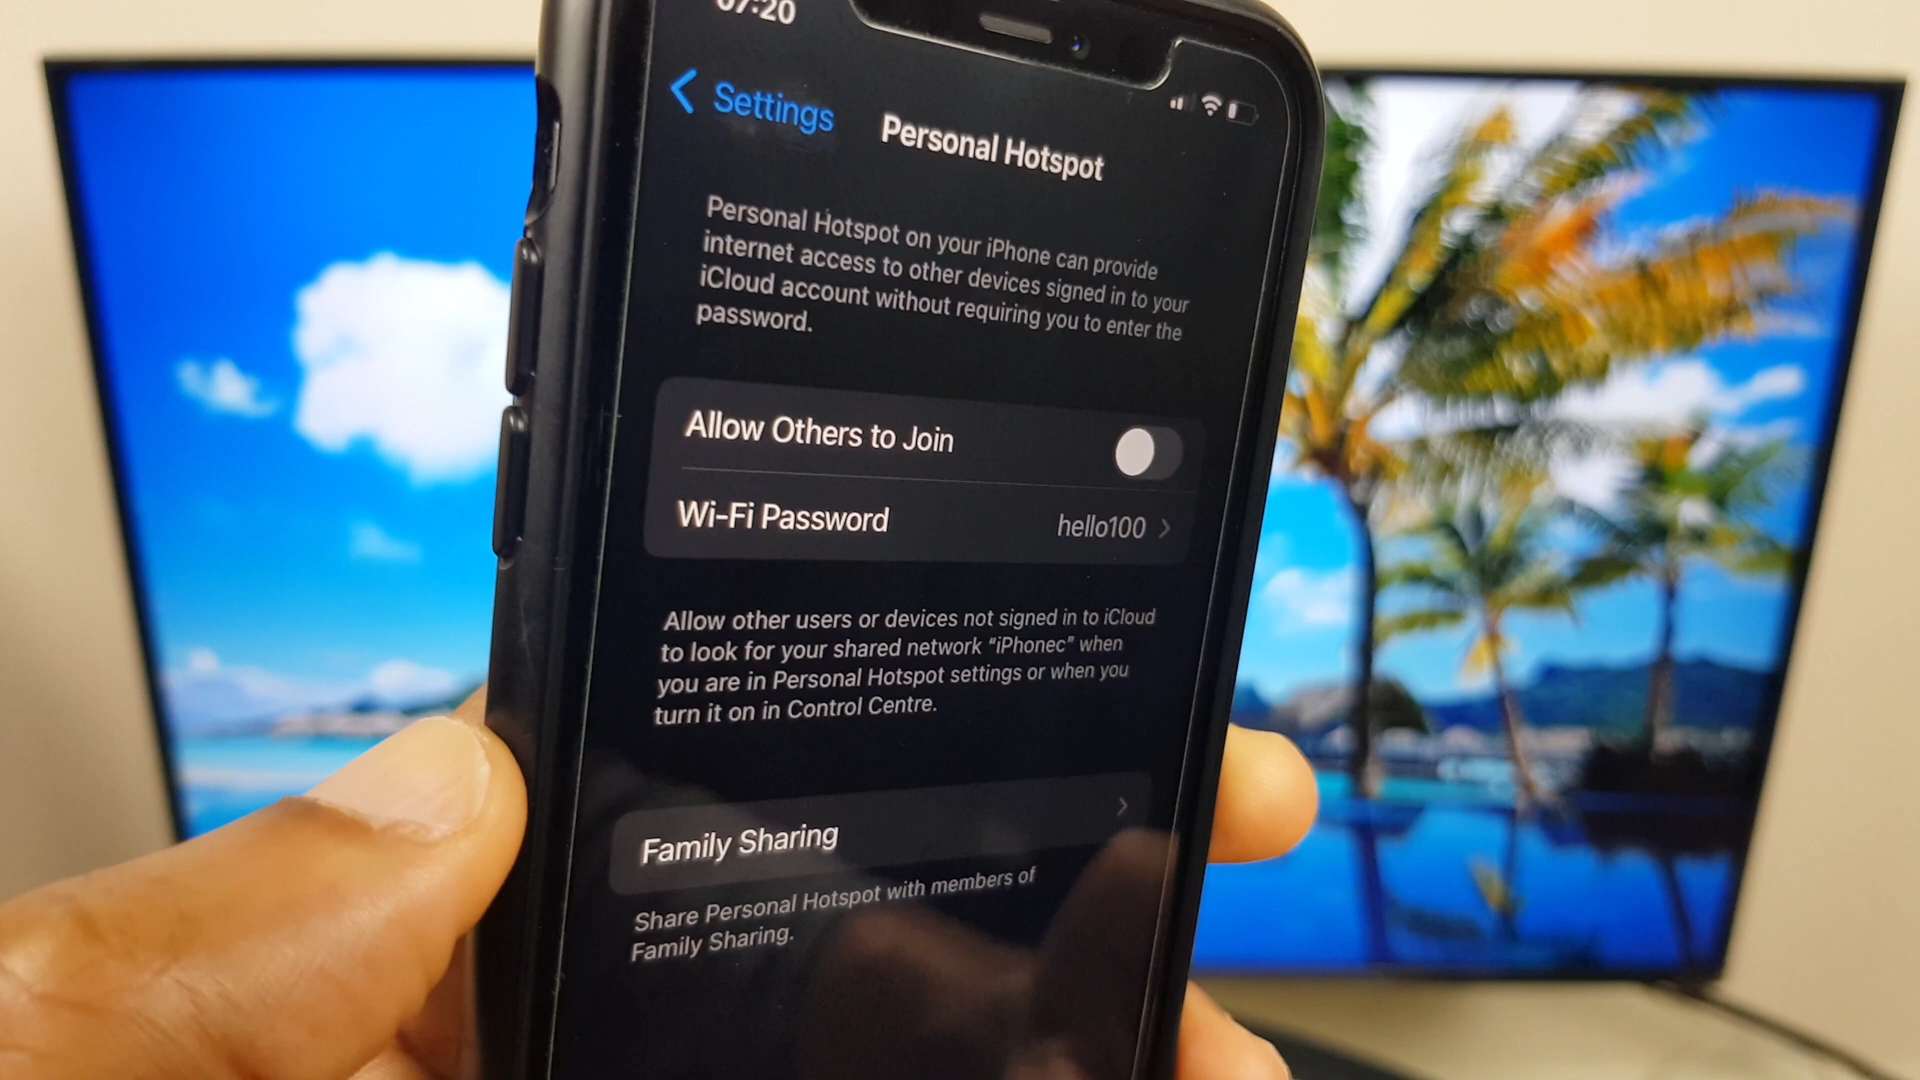 07:20
Settings
Personal Hotspot
Personal Hotspot on your iPhone can provide
internet access to other devices signed in to your
iCloud account without requiring you to enter the
password.
Allow Others to Join
Wi-Fi Password hello100
Allow other users or devices not signed in to iCloud
to look for your shared network “iPhonec” when
you are in Personal Hotspot settings or when you
turn it on in Control Centre.
Family Sharing
Share Personal Hotspot with members of
Family Sharing.